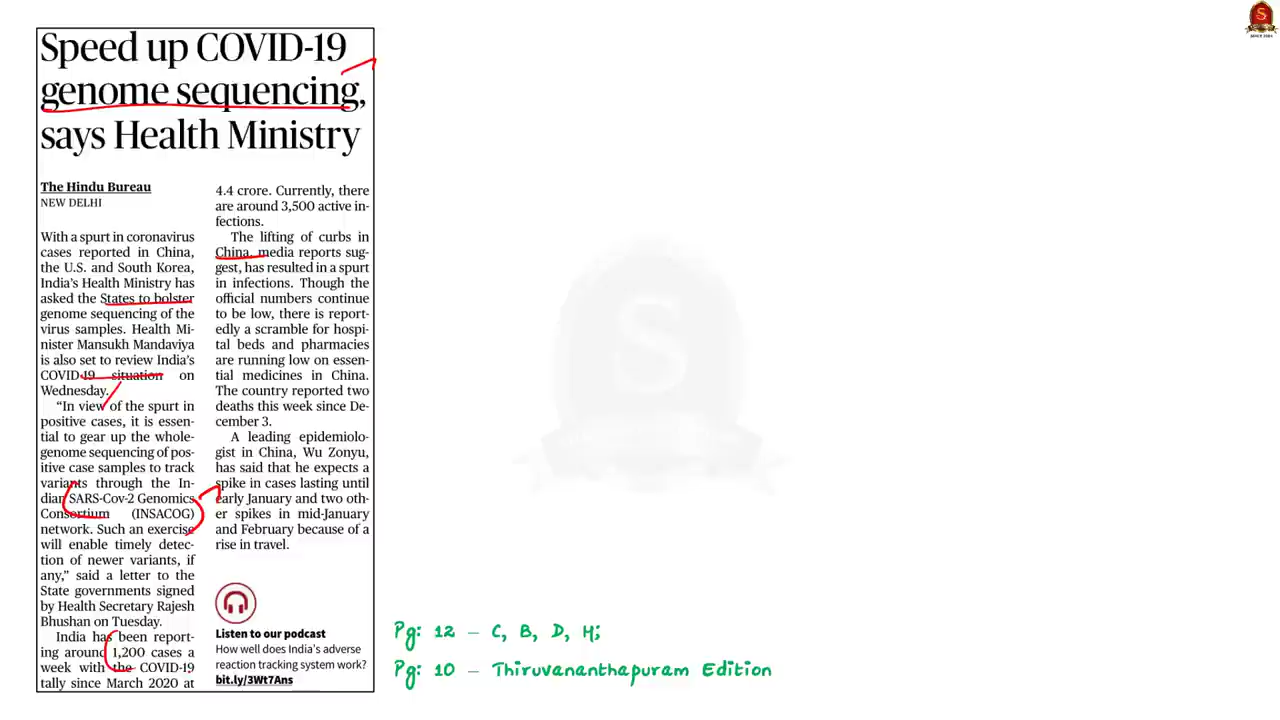 Speed up COVID-19
genome sequencing,
says Health Ministry
The Hindu Bureau
NEW DELHI
With a spurt in coronavirus
cases reported in China,
the U.S. and South Korea,
India's Health Ministry has
asked the States to bolster
genome sequencing of the
virus samples. Health Mi-
nister Mansukh Mandaviya
is also set to review India's
COVID-19 situation on
Wednesday.
"In view of the spurt in
positive cases, it is essen-
tial to gear up the whole-
genome sequencing of pos-
itive case samples to track
variants through the In-
dian SARS-Cov-2 Genomics
Consortium (INSACOG)
network. Such an exercise
will enable timely detec-
tion of newer variants, if
any," said a letter to the
State governments signed
by Health Secretary Rajesh
Bhushan on Tuesday.
India has been report-
ing around 1,200 cases a
week with the COVID-19
tally since March 2020 at
4.4 crore. Currently, there
are around 3,500 active in-
fections.
The lifting of curbs in
China, media reports sug-
gest, has resulted in a spurt
in infections. Though the
official numbers continue
to be low, there is report-
edly a scramble for hospi-
tal beds and pharmacies
are running low on essen-
tial medicines in China.
The country reported two
deaths this week since De-
cember 3.
A leading epidemiolo-
gist in China, Wu Zonyu,
has said that he expects a
spike in cases lasting until
early January and two oth-
er spikes in mid-January
and February because of a
rise in travel.
Listen to our podcast
How well does India's adverse
reaction tracking system work?
bit.ly/3Wt7Ans
Pg: 12 – C, B, D, H;
Pg: 10 – Thiruvananthapuram Edition
S
S